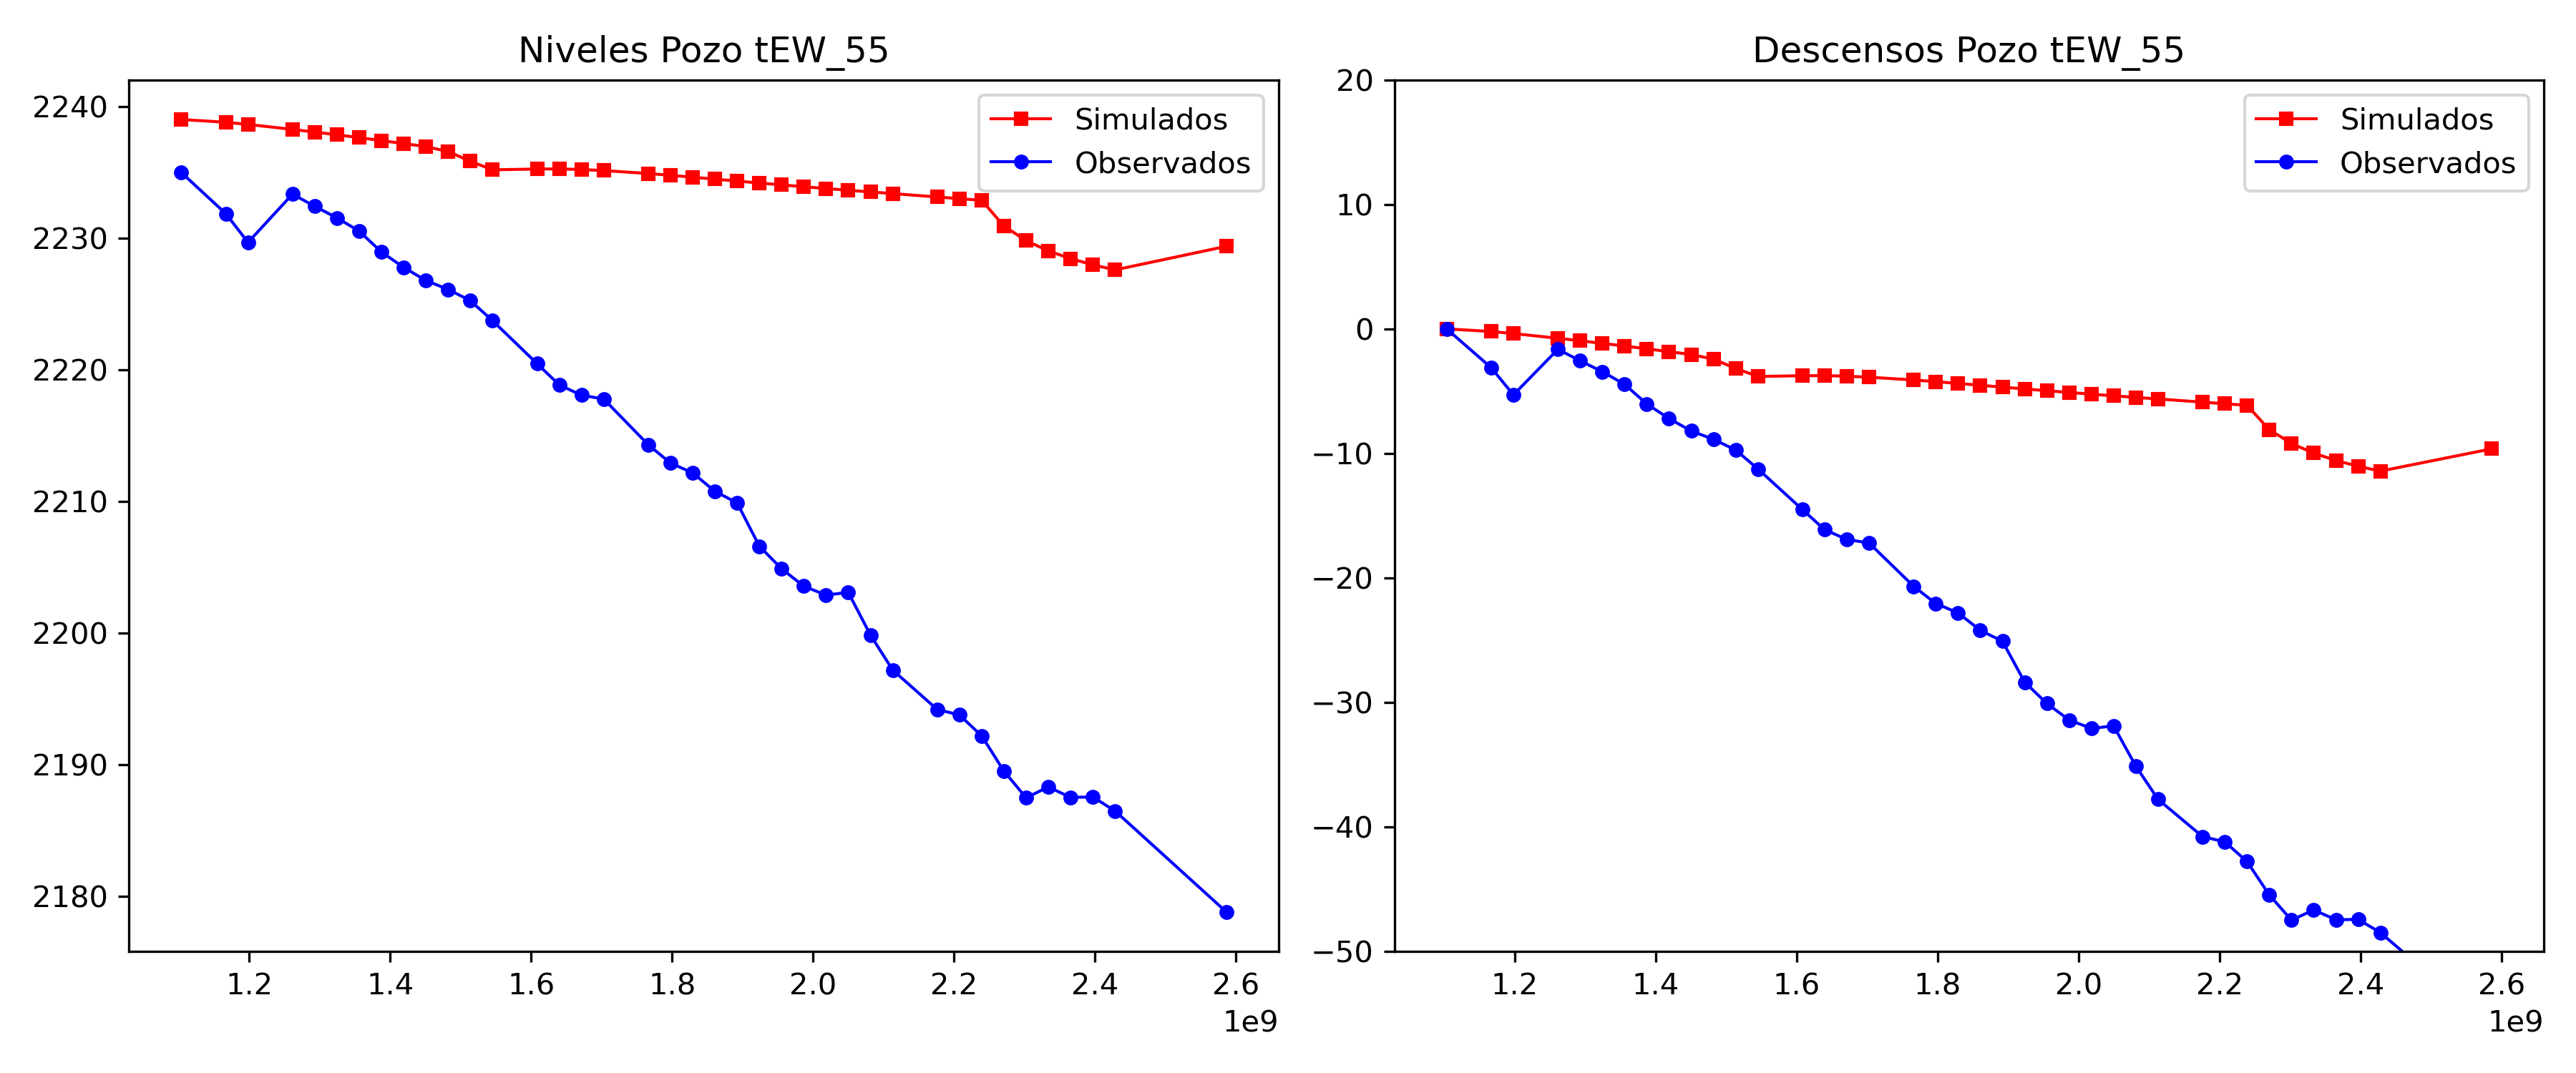 Niveles Pozo tEW_55
2240
2230
2220
2210
2200
2190
2180
Simulados
Observados
1.2 1.4 1.6 1.8 2.0 2.2 2.4 2.6
1e9
Descensos Pozo tEW_55
20
10
0
−10
−20
−30
−40
−50
Simulados
Observados
1.2 1.4 1.6 1.8 2.0 2.2 2.4 2.6
1e9